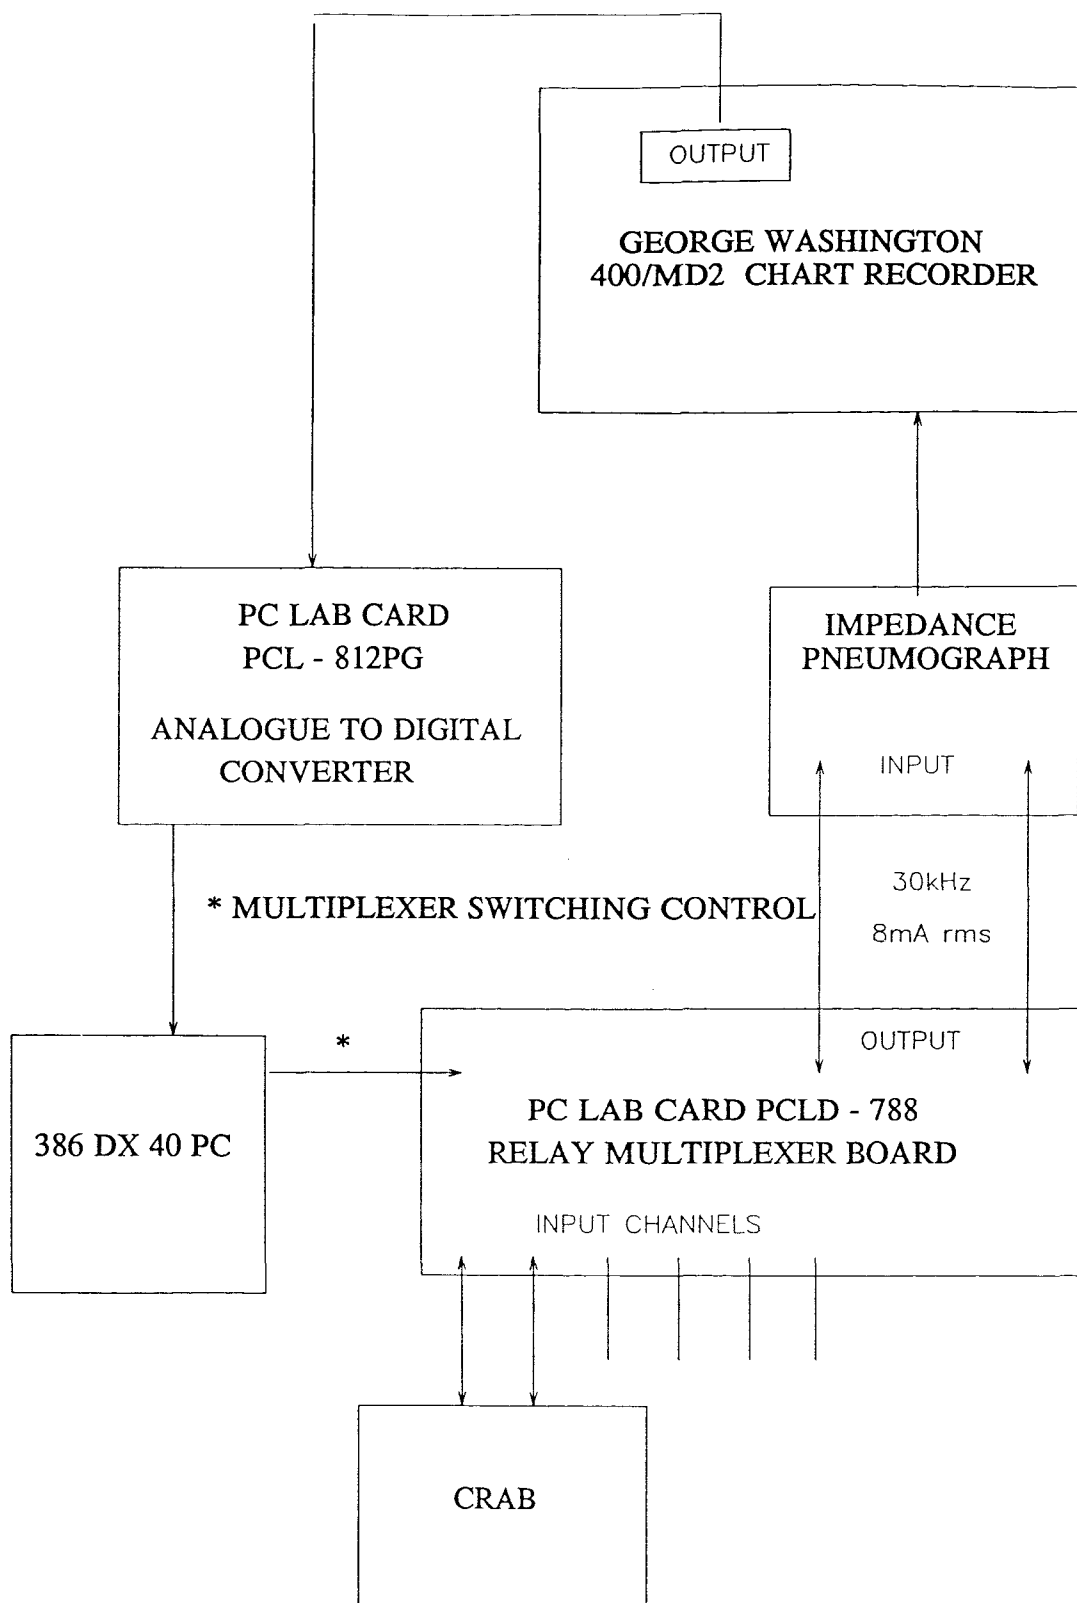 OUTPUT
GEORGE WASHINGTON
400/MD2 CHART RECORDER
PC LAB CARD
PCL - 812PG
ANALOGUE TO DIGITAL
CONVERTER
IMPEDANCE
PNEUMOGRAPH
INPUT
30kHz
8mA rms
* MULTIPLEXER SWITCHING CONTROL
*
386 DX 40 PC
OUTPUT
PC LAB CARD PCLD - 788
RELAY MULTIPLEXER BOARD
INPUT CHANNELS
CRAB